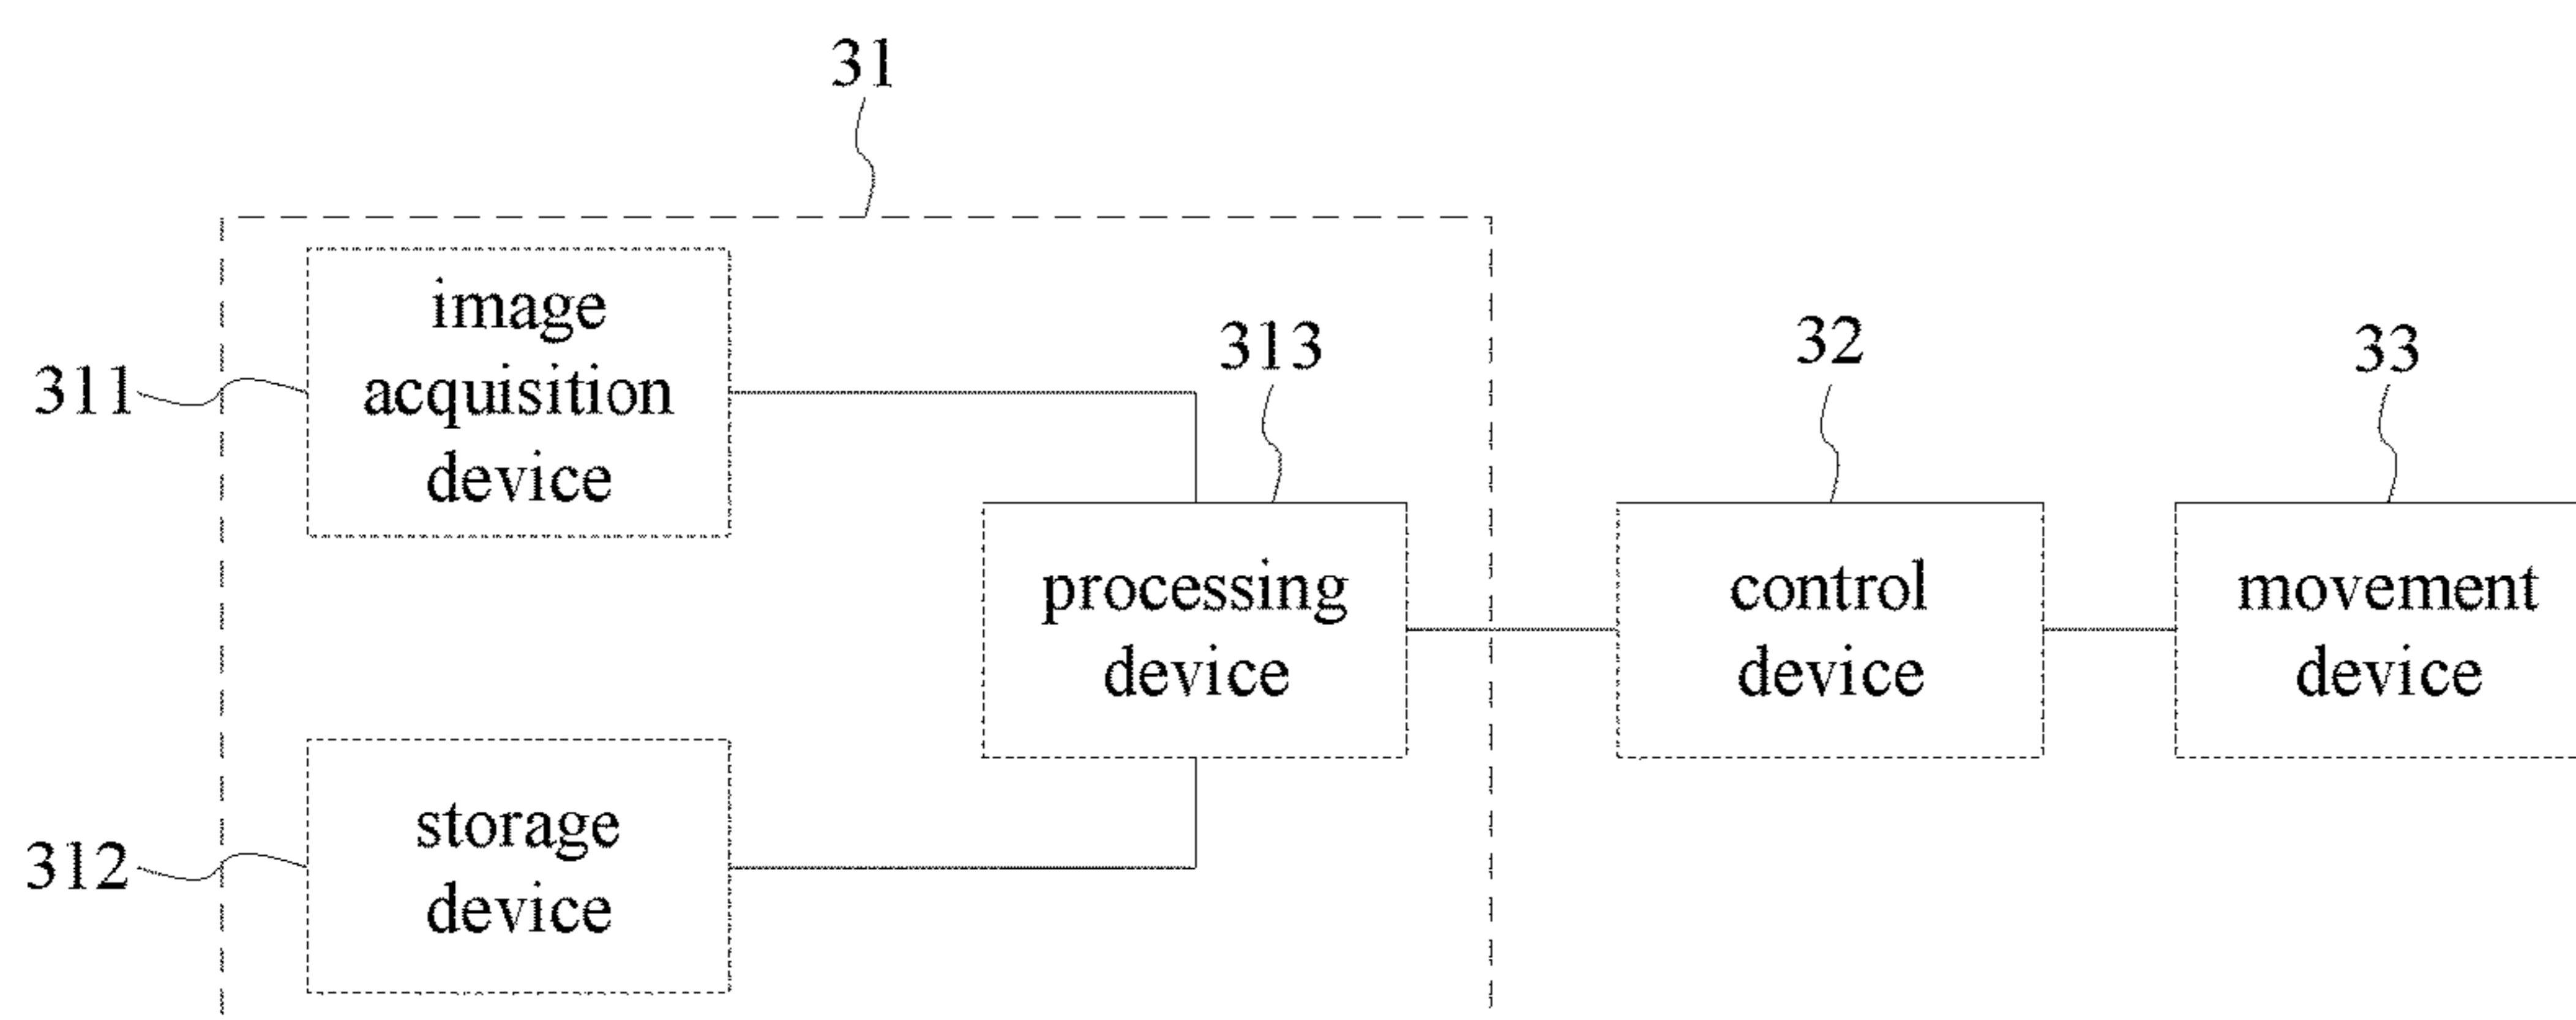 31
311
image
acquisition
device
313
32
33
processing
device
control
device
movement
device
312
storage
device